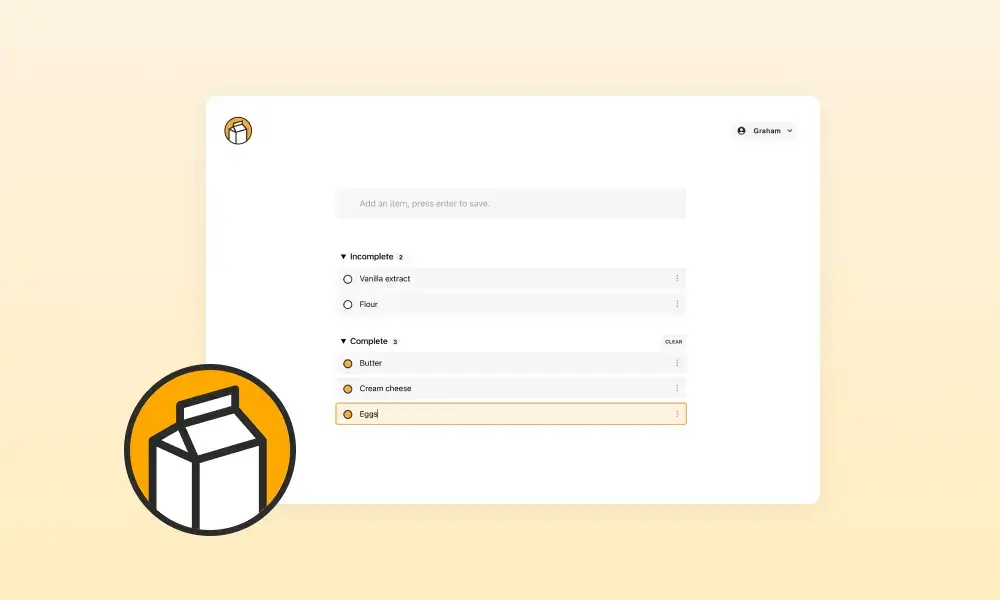 Graham
Add an item, press enter to save.
Incomplete 2
Vanilla extract
Flour
Complete 3
CLEAR
Butter
Cream cheese
Eggs